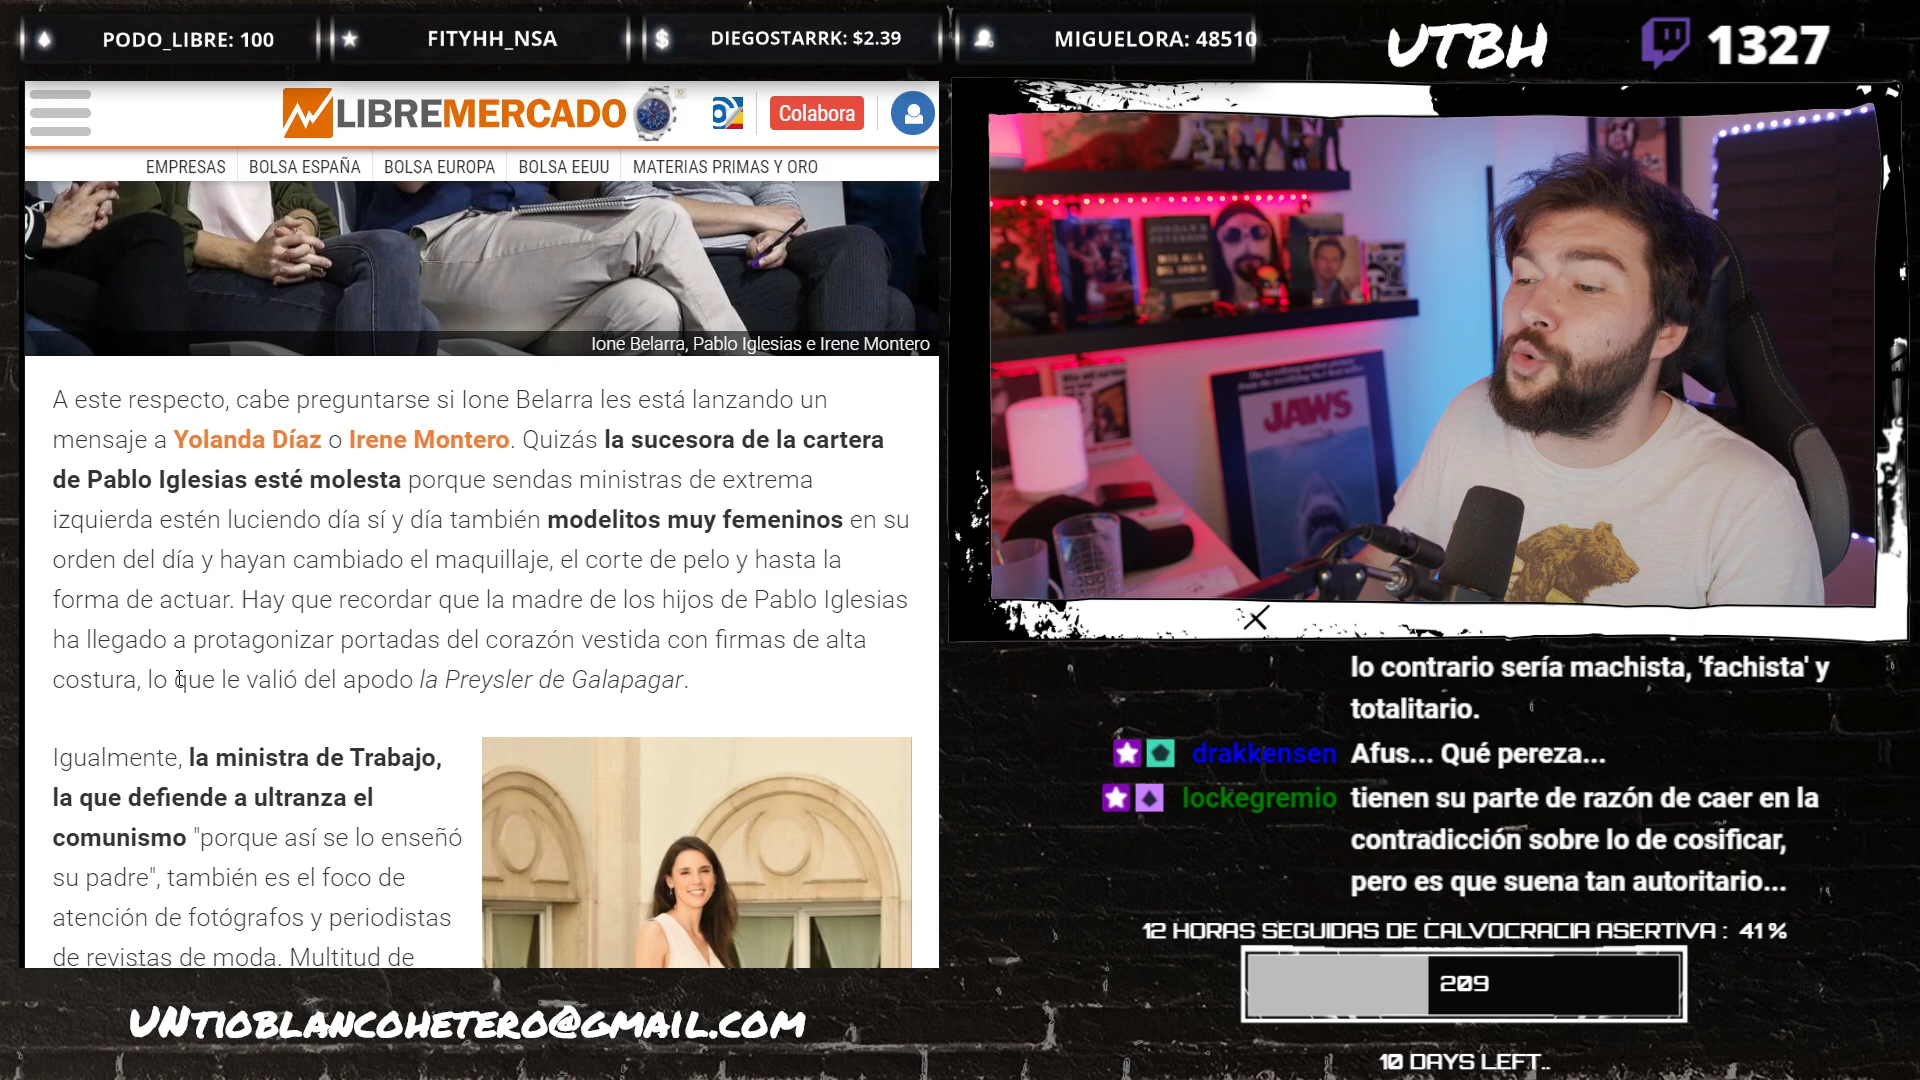 PODO_LIBRE: 100
FITYHH_NSA
DIEGOSTARRK: $2.39
MIGUELORA: 48510
UTBH
1327
LIBREMERCADO
Colabora
EMPRESAS
BOLSA ESPAÑA
BOLSA EUROPA
BOLSA EEUU
MATERIAS PRIMAS Y ORO
Ione Belarra, Pablo Iglesias e Irene Montero
A este respecto, cabe preguntarse si Ione Belarra les está lanzando un
mensaje a Yolanda Díaz o Irene Montero. Quizás la sucesora de la cartera
de Pablo Iglesias esté molesta porque sendas ministras de extrema
izquierda estén luciendo día sí y día también modelitos muy femeninos en su
orden del día y hayan cambiado el maquillaje, el corte de pelo y hasta la
forma de actuar. Hay que recordar que la madre de los hijos de Pablo Iglesias
ha llegado a protagonizar portadas del corazón vestida con firmas de alta
costura, lo que le valió del apodo la Preysler de Galapagar.
Igualmente, la ministra de Trabajo,
la que defiende a ultranza el
comunismo "porque así se lo enseñó
su padre", también es el foco de
atención de fotógrafos y periodistas
de revistas de moda. Multitud de
JORDAN B.
PETERSON
MÁS ALLÁ
DEL ORDEN
JAWS
lo contrario sería machista, 'fachista' y
totalitario.
drakkensen Afus... Qué pereza...
lockegremio tienen su parte de razón de caer en la
contradicción sobre lo de cosificar,
pero es que suena tan autoritario...
12 HORAS SEGUIDAS DE CALVOCRACIA ASERTIVA : 41%
209
10 DAYS LEFT..
UNTIOBLANCOHETERO@GMAIL.COM